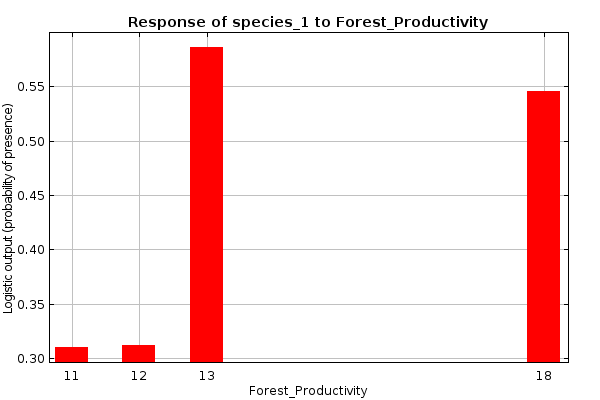 Response of species_1 to Forest_Productivity
Logistic output (probability of presence)
0.55
0.50
0.45
0.40
0.35
0.30
11 12 13 18
Forest_Productivity